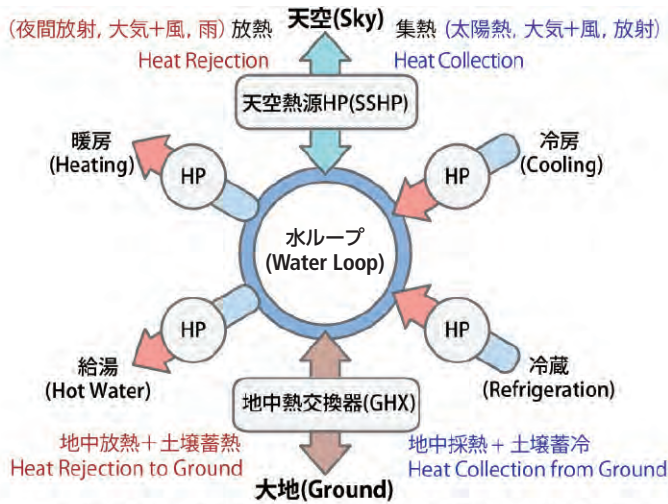 天空(Sky)
(夜間放射, 大気+風, 雨) 放熱
Heat Rejection
集熱 (太陽熱, 大気+風, 放射)
Heat Collection
天空熱源HP(SSHP)
暖房
(Heating)
HP
冷房
(Cooling)
HP
水ループ
(Water Loop)
HP
給湯
(Hot Water)
HP
冷蔵
(Refrigeration)
地中熱交換器(GHX)
地中放熱+土壌蓄熱
Heat Rejection to Ground
地中採熱+土壌蓄冷
Heat Collection from Ground
大地(Ground)